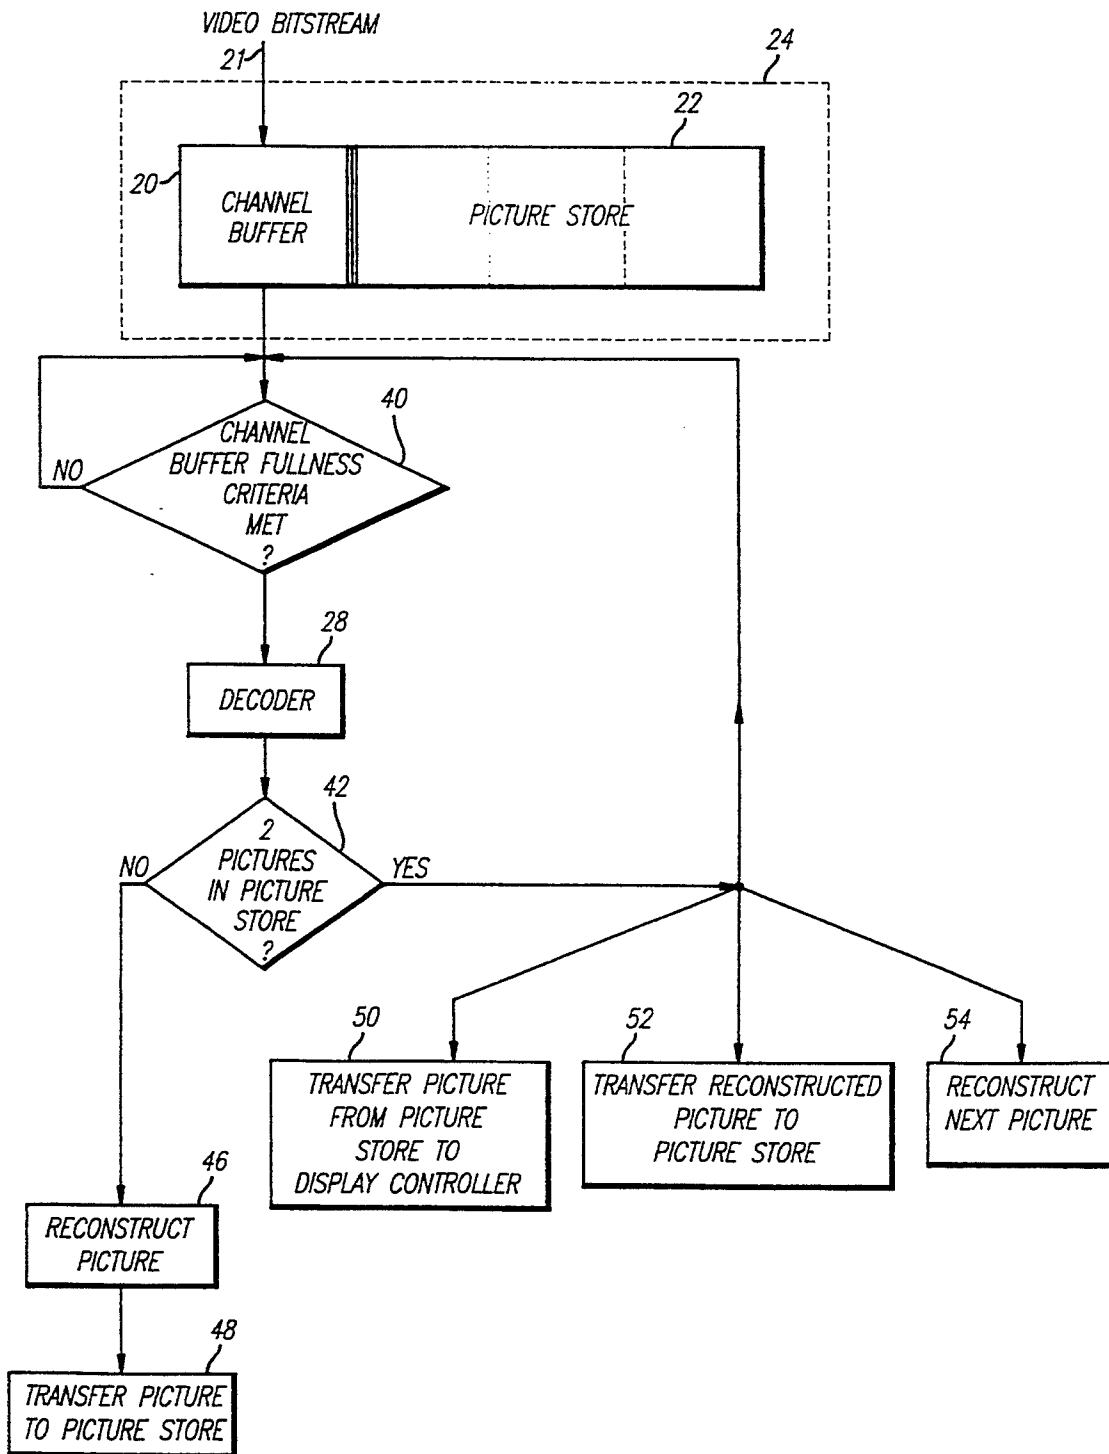 VIDEO BITSTREAM
21
24
22
20
CHANNEL
BUFFER
PICTURE STORE
40
CHANNEL
BUFFER FULLNESS
CRITERIA
MET
?
NO
28
DECODER
42
2
PICTURES
IN PICTURE
STORE
?
NO
YES
50
TRANSFER PICTURE
FROM PICTURE
STORE TO
DISPLAY CONTROLLER
52
TRANSFER RECONSTRUCTED
PICTURE TO
PICTURE STORE
54
RECONSTRUCT
NEXT PICTURE
46
RECONSTRUCT
PICTURE
48
TRANSFER PICTURE
TO PICTURE STORE